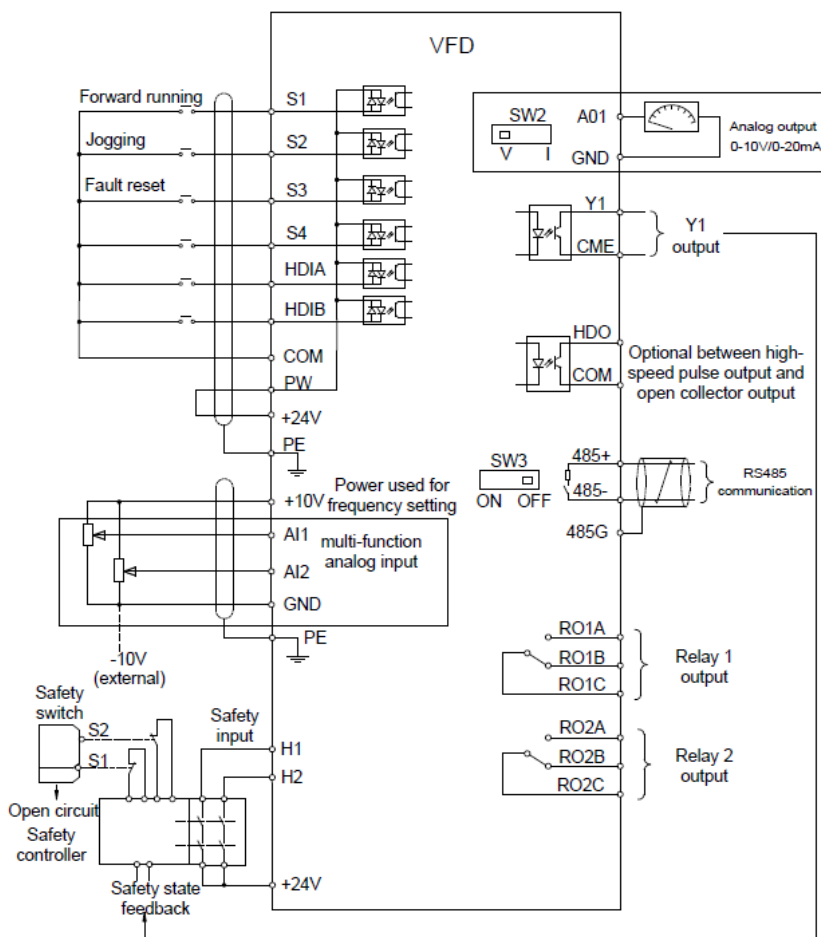 VFD
Forward running
S1
Jogging
S2
Fault reset
S3
S4
HDIA
HDIB
COM
PW
+24V
PE
SW2
V I
A01
GND
Analog output
0-10V/0-20mA
Y1
CME
Y1
output
HDO
COM
Optional between high-
speed pulse output and
open collector output
SW3
ON OFF
485+
485-
485G
RS485
communication
+10V
Power used for
frequency setting
AI1
AI2
multi-function
analog input
GND
PE
-10V
(external)
RO1A
RO1B
RO1C
Relay 1
output
RO2A
RO2B
RO2C
Relay 2
output
Safety
switch
S2
S1
Open circuit
Safety
controller
Safety
input
H1
H2
+24V
Safety state
feedback